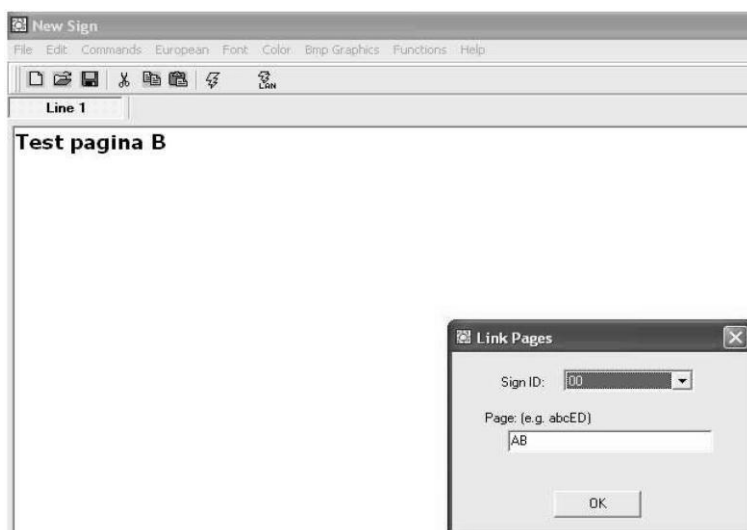 New Sign
File Edit Commands European Font Color Bmp Graphics Functions Help
LAN
Line 1
Test pagina B
Link Pages
Sign ID: 00
Page: (e.g. abcED)
AB
OK